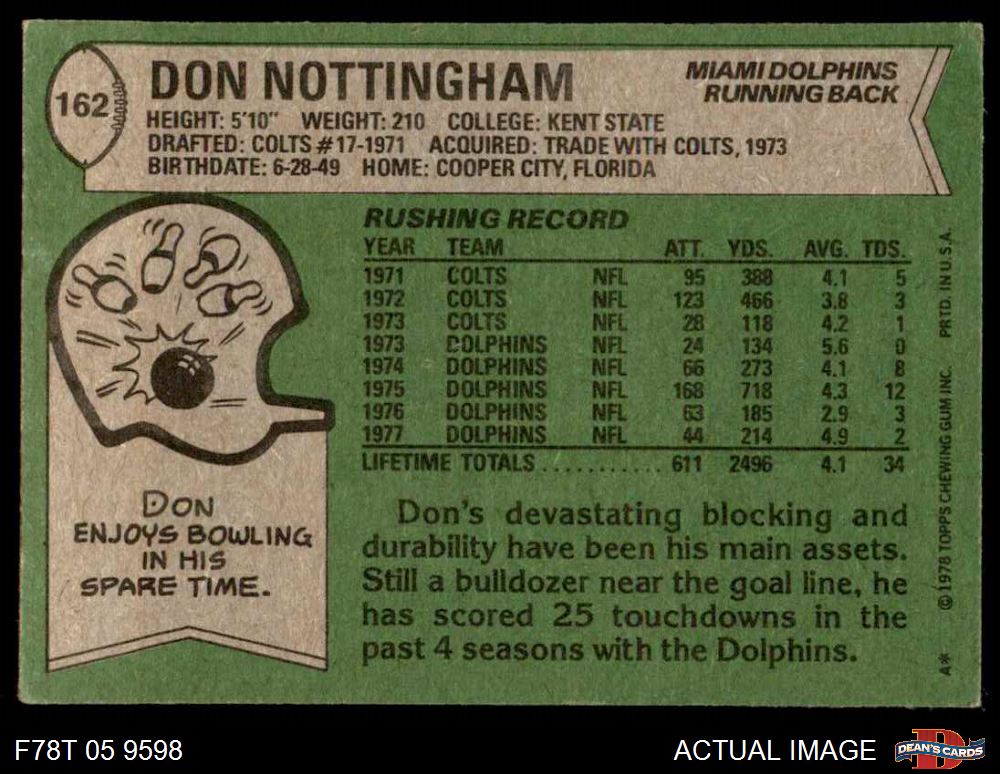 162
DON NOTTINGHAM
MIAMI DOLPHINS
RUNNING BACK
HEIGHT: 5'10" WEIGHT: 210 COLLEGE: KENT STATE
DRAFTED: COLTS #17-1971 ACQUIRED: TRADE WITH COLTS, 1973
BIRTHDATE: 6-28-49 HOME: COOPER CITY, FLORIDA
RUSHING RECORD
YEAR TEAM ATT. YDS. AVG. TDS.
1971 COLTS NFL 95 388 4.1 5
1972 COLTS NFL 123 466 3.8 3
1973 COLTS NFL 28 118 4.2 1
1973 DOLPHINS NFL 24 134 5.6 0
1974 DOLPHINS NFL 66 273 4.1 8
1975 DOLPHINS NFL 168 718 4.3 12
1976 DOLPHINS NFL 63 185 2.9 3
1977 DOLPHINS NFL 44 214 4.9 2
LIFETIME TOTALS ........... 611 2496 4.1 34
DON
ENJOYS BOWLING
IN HIS
SPARE TIME.
Don's devastating blocking and
durability have been his main assets.
Still a bulldozer near the goal line, he
has scored 25 touchdowns in the
past 4 seasons with the Dolphins.
A* © 1978 TOPPS CHEWING GUM INC. PRTD. IN U.S.A.
F78T 05 9598
ACTUAL IMAGE
D
DEAN'S CARDS